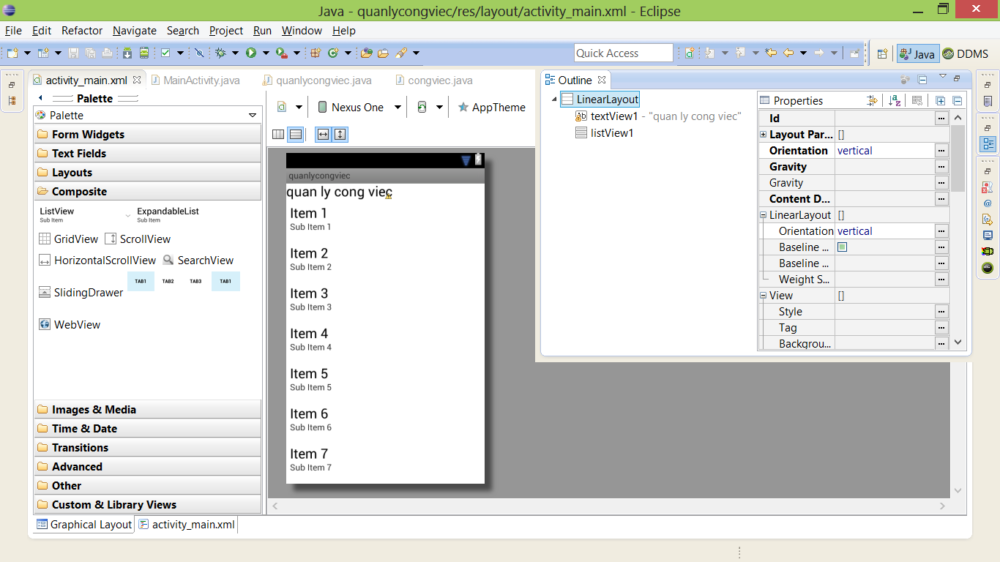 Java - quanlycongviec/res/layout/activity_main.xml - Eclipse
File Edit Refactor Navigate Search Project Run Window Help
Quick Access
Java
DDMS
activity_main.xml
MainActivity.java
quanlycongviec.java
congviec.java
Palette
Palette
Form Widgets
Text Fields
Layouts
Composite
ListView
Sub Item
ExpandableList
Sub Item
GridView
ScrollView
HorizontalScrollView
SearchView
SlidingDrawer
TAB1 TAB2 TAB3 TAB1
WebView
Images & Media
Time & Date
Transitions
Advanced
Other
Custom & Library Views
Graphical Layout
activity_main.xml
Nexus One
AppTheme
quanlycongviec
quan ly cong viec
Item 1
Sub Item 1
Item 2
Sub Item 2
Item 3
Sub Item 3
Item 4
Sub Item 4
Item 5
Sub Item 5
Item 6
Sub Item 6
Item 7
Sub Item 7
Outline
LinearLayout
textView1 - "quan ly cong viec"
listView1
Properties
Id
Layout Par... []
Orientation vertical
Gravity
Gravity
Content D...
LinearLayout []
Orientation vertical
Baseline ...
Baseline ...
Weight S...
View []
Style
Tag
Backgrou...